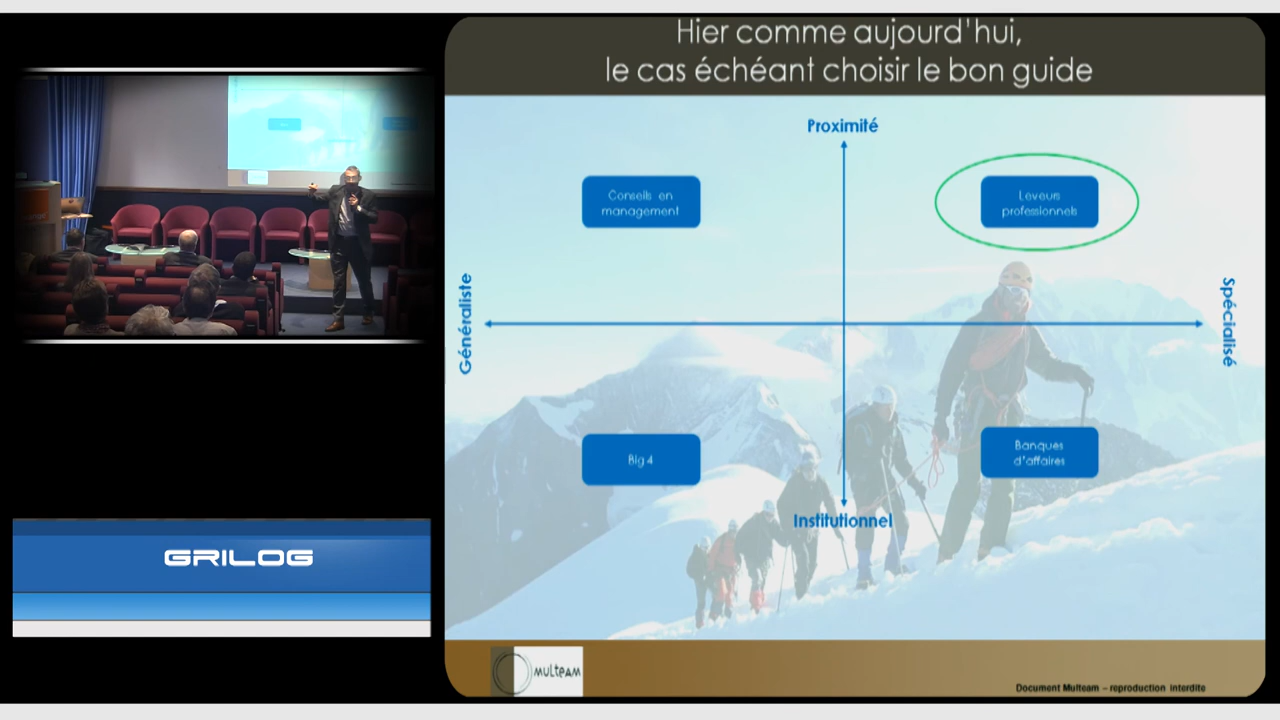 Hier comme aujourd'hui,
le cas échéant choisir le bon guide
Proximité
Conseils en
management
Leveurs
professionnels
Généraliste
Spécialisé
Big 4
Banques
d'affaires
Institutionnel
GRILOG
MULTEAM
Document Multeam – reproduction interdite